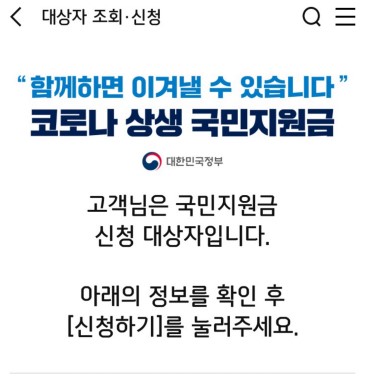 대상자 조회·신청
“함께하면 이겨낼 수 있습니다”
코로나 상생 국민지원금
대한민국정부
고객님은 국민지원금
신청 대상자입니다.
아래의 정보를 확인 후
[신청하기]를 눌러주세요.